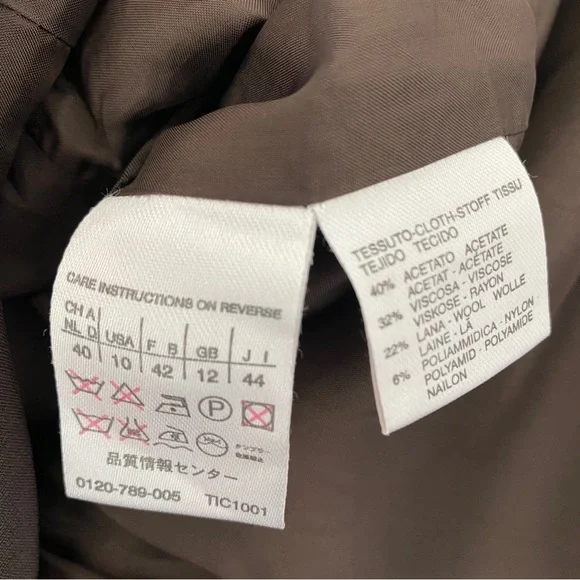 CARE INSTRUCTIONS ON REVERSE
CH A
NL D USA F B GB J I
40 10 42 12 44
P
品質情報センター
0120-789-005 TIC1001
TESSUTO-CLOTH-STOFF TISSU
TEJIDO TECIDO
40% ACETATO ACETATE
ACETAT - ACÉTATE
32% VISCOSA - VISCOSE
VISKOSE - RAYON
22% LANA - WOOL WOLLE
LAINE - LÃ
6% POLIAMMIDICA - NYLON -
POLYAMID - POLYAMIDE
NAILON